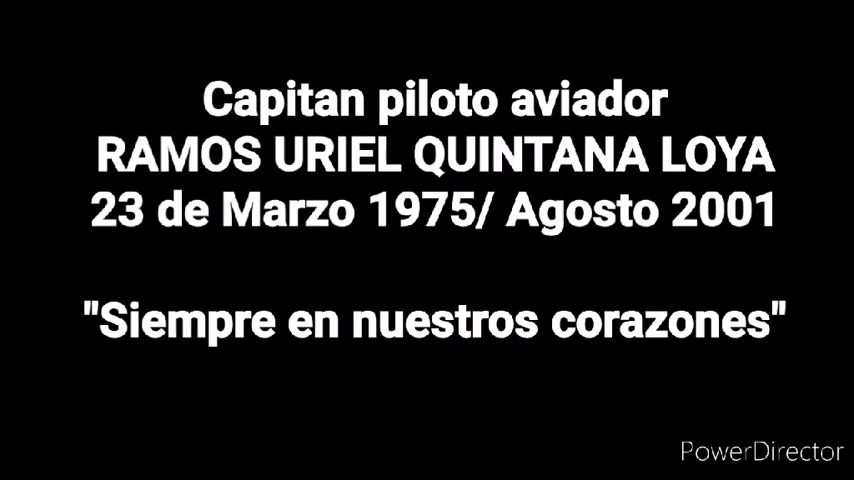 Capitan piloto aviador
RAMOS URIEL QUINTANA LOYA
23 de Marzo 1975/ Agosto 2001
"Siempre en nuestros corazones"
PowerDirector